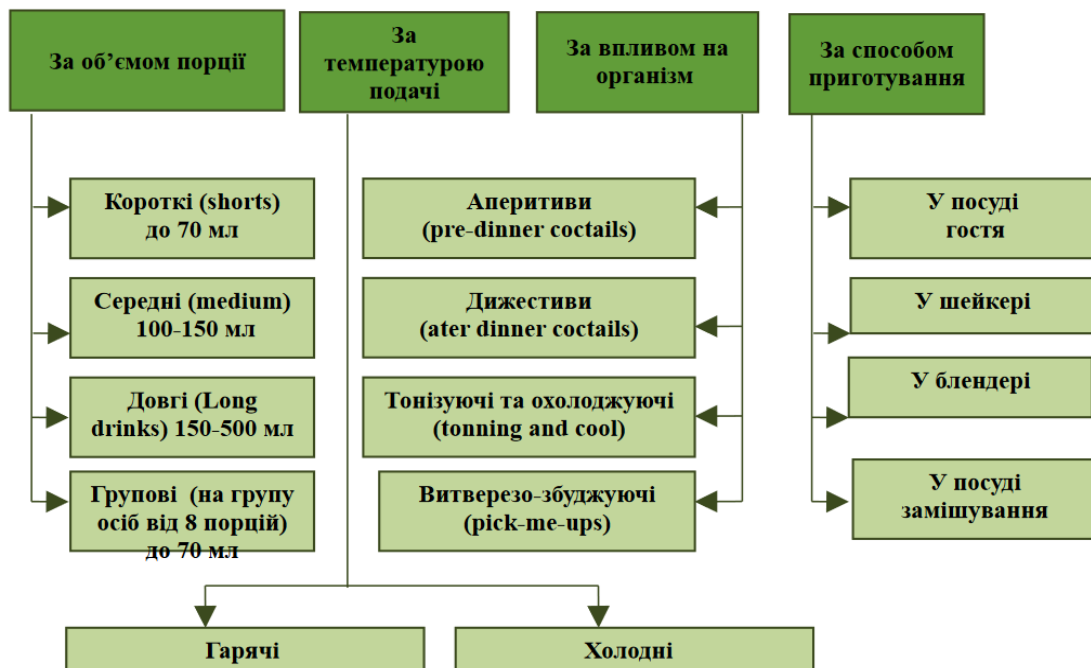 За об’ємом порції
За
температурою
подачі
За впливом на
організм
За способом
приготування
Короткі (shorts)
до 70 мл
Середні (medium)
100-150 мл
Довгі (Long
drinks) 150-500 мл
Групові (на групу
осіб від 8 порцій)
до 70 мл
Аперитиви
(pre-dinner coctails)
Дижестиви
(ater dinner coctails)
Тонізуючі та охолоджуючі
(tonning and cool)
Витверезо-збуджуючі
(pick-me-ups)
У посуді
гостя
У шейкері
У блендері
У посуді
замішування
Гарячі
Холодні